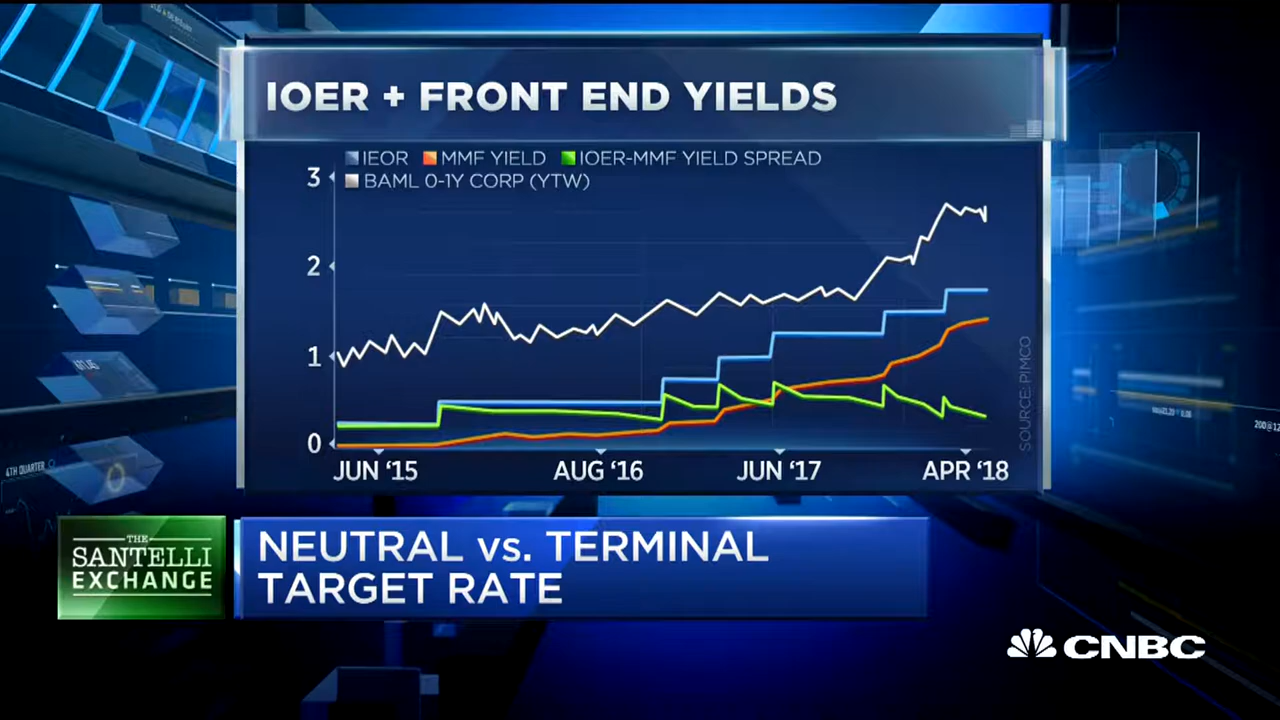 IOER + FRONT END YIELDS
IEOR MMF YIELD IOER-MMF YIELD SPREAD
BAML 0-1Y CORP (YTW)
3
2
1
0
JUN ‘15 AUG ‘16 JUN ‘17 APR ‘18
SOURCE: PIMCO
4TH QUARTER
THE
SANTELLI
EXCHANGE
NEUTRAL vs. TERMINAL
TARGET RATE
CNBC